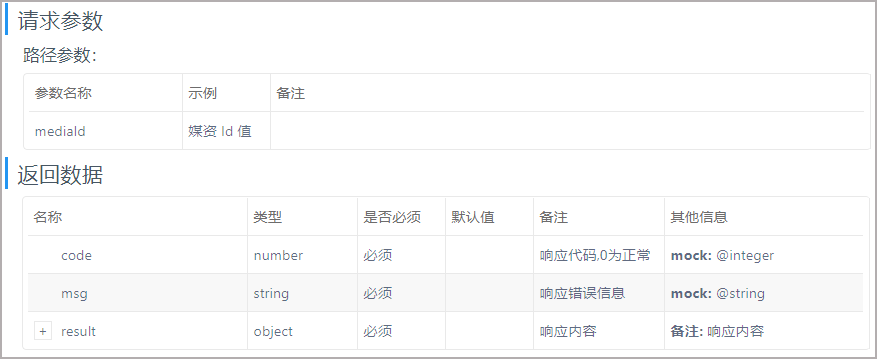 请求参数
路径参数：
参数名称 示例 备注
mediaId 媒资 Id 值
返回数据
名称 类型 是否必须 默认值 备注 其他信息
code number 必须 响应代码,0为正常 mock: @integer
msg string 必须 响应错误信息 mock: @string
+ result object 必须 响应内容 备注: 响应内容